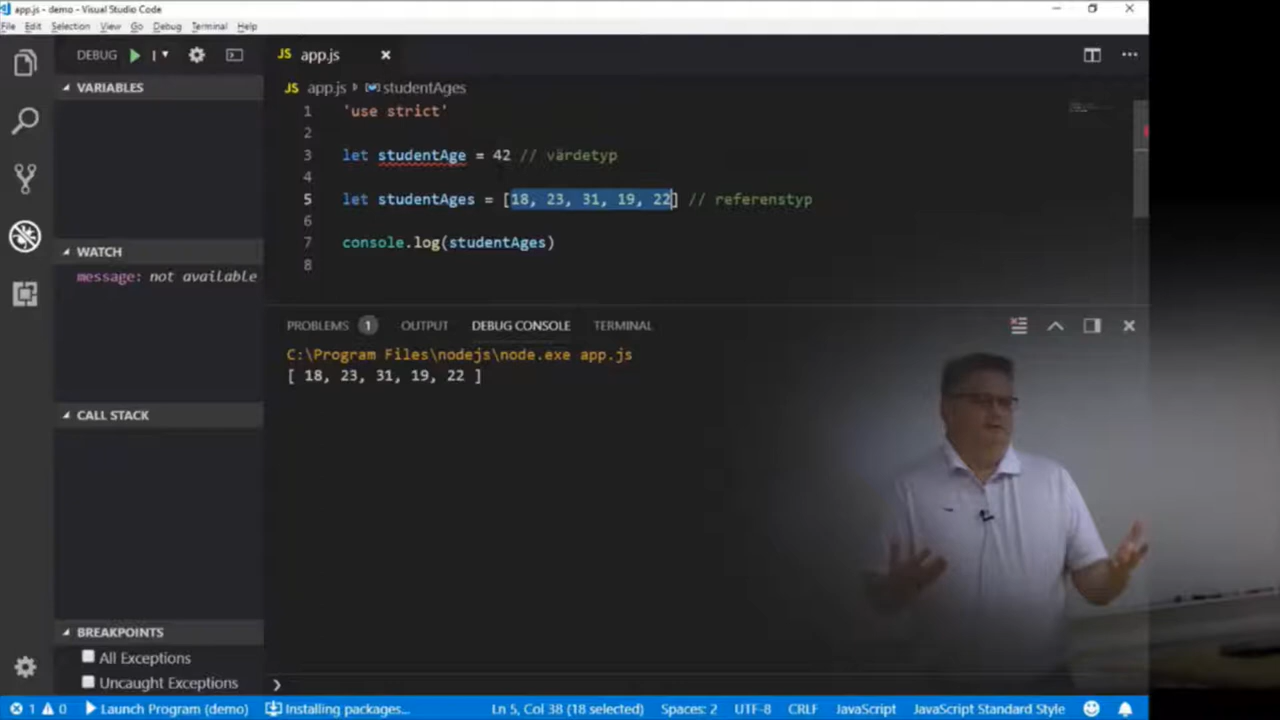 app.js - demo - Visual Studio Code
File Edit Selection View Go Debug Terminal Help
DEBUG
JS app.js
VARIABLES
JS app.js studentAges
1 'use strict'
2
3 let studentAge = 42 // värdetyp
4
5 let studentAges = [18, 23, 31, 19, 22] // referenstyp
6
7 console.log(studentAges)
8
WATCH
message: not available
PROBLEMS 1 OUTPUT DEBUG CONSOLE TERMINAL
C:\Program Files\nodejs\node.exe app.js
[ 18, 23, 31, 19, 22 ]
CALL STACK
BREAKPOINTS
All Exceptions
Uncaught Exceptions
1 0 Launch Program (demo) Installing packages... Ln 5, Col 38 (18 selected) Spaces: 2 UTF-8 CRLF JavaScript JavaScript Standard Style